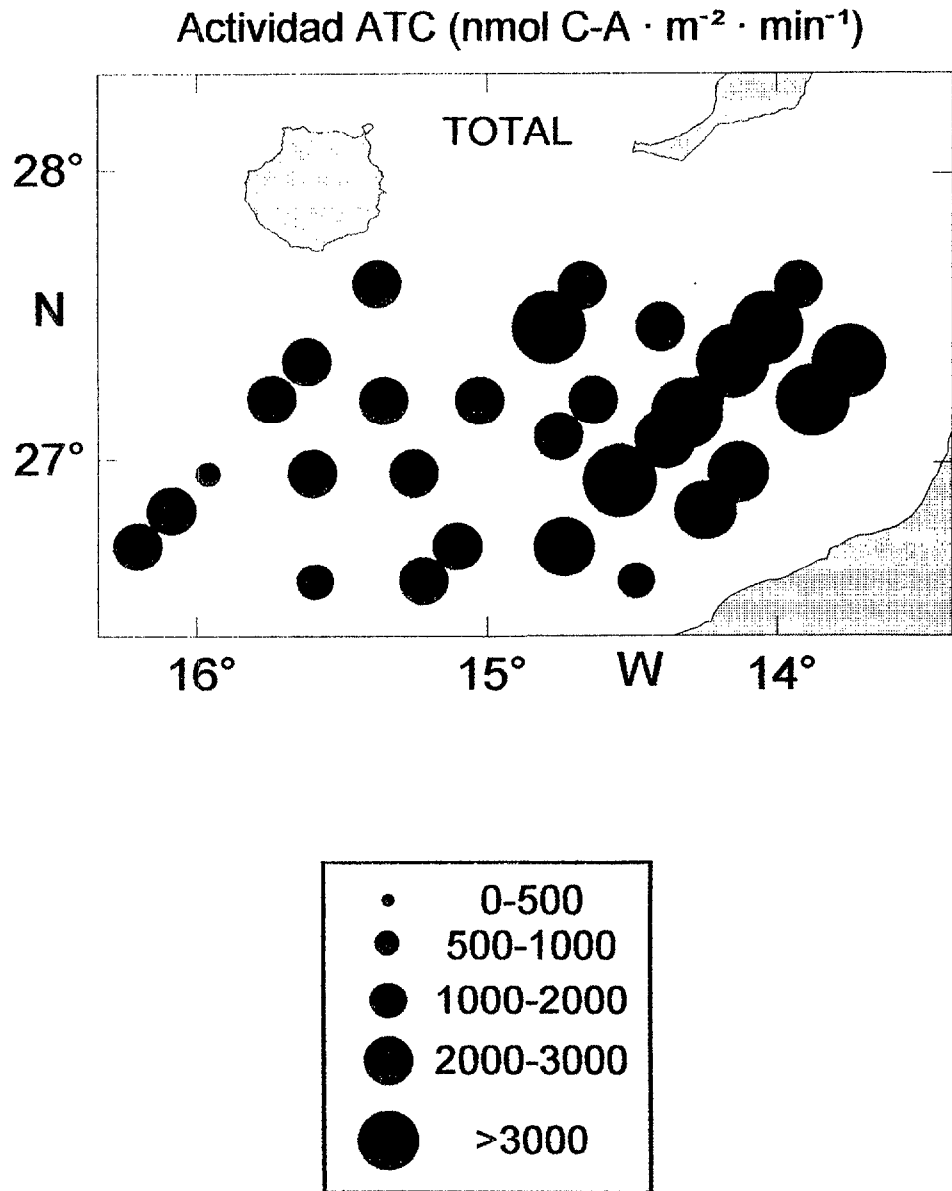 Actividad ATC (nmol C-A · m⁻² · min⁻¹)
TOTAL
28°
N
27°
16° 15° W 14°
0-500
500-1000
1000-2000
2000-3000
>3000